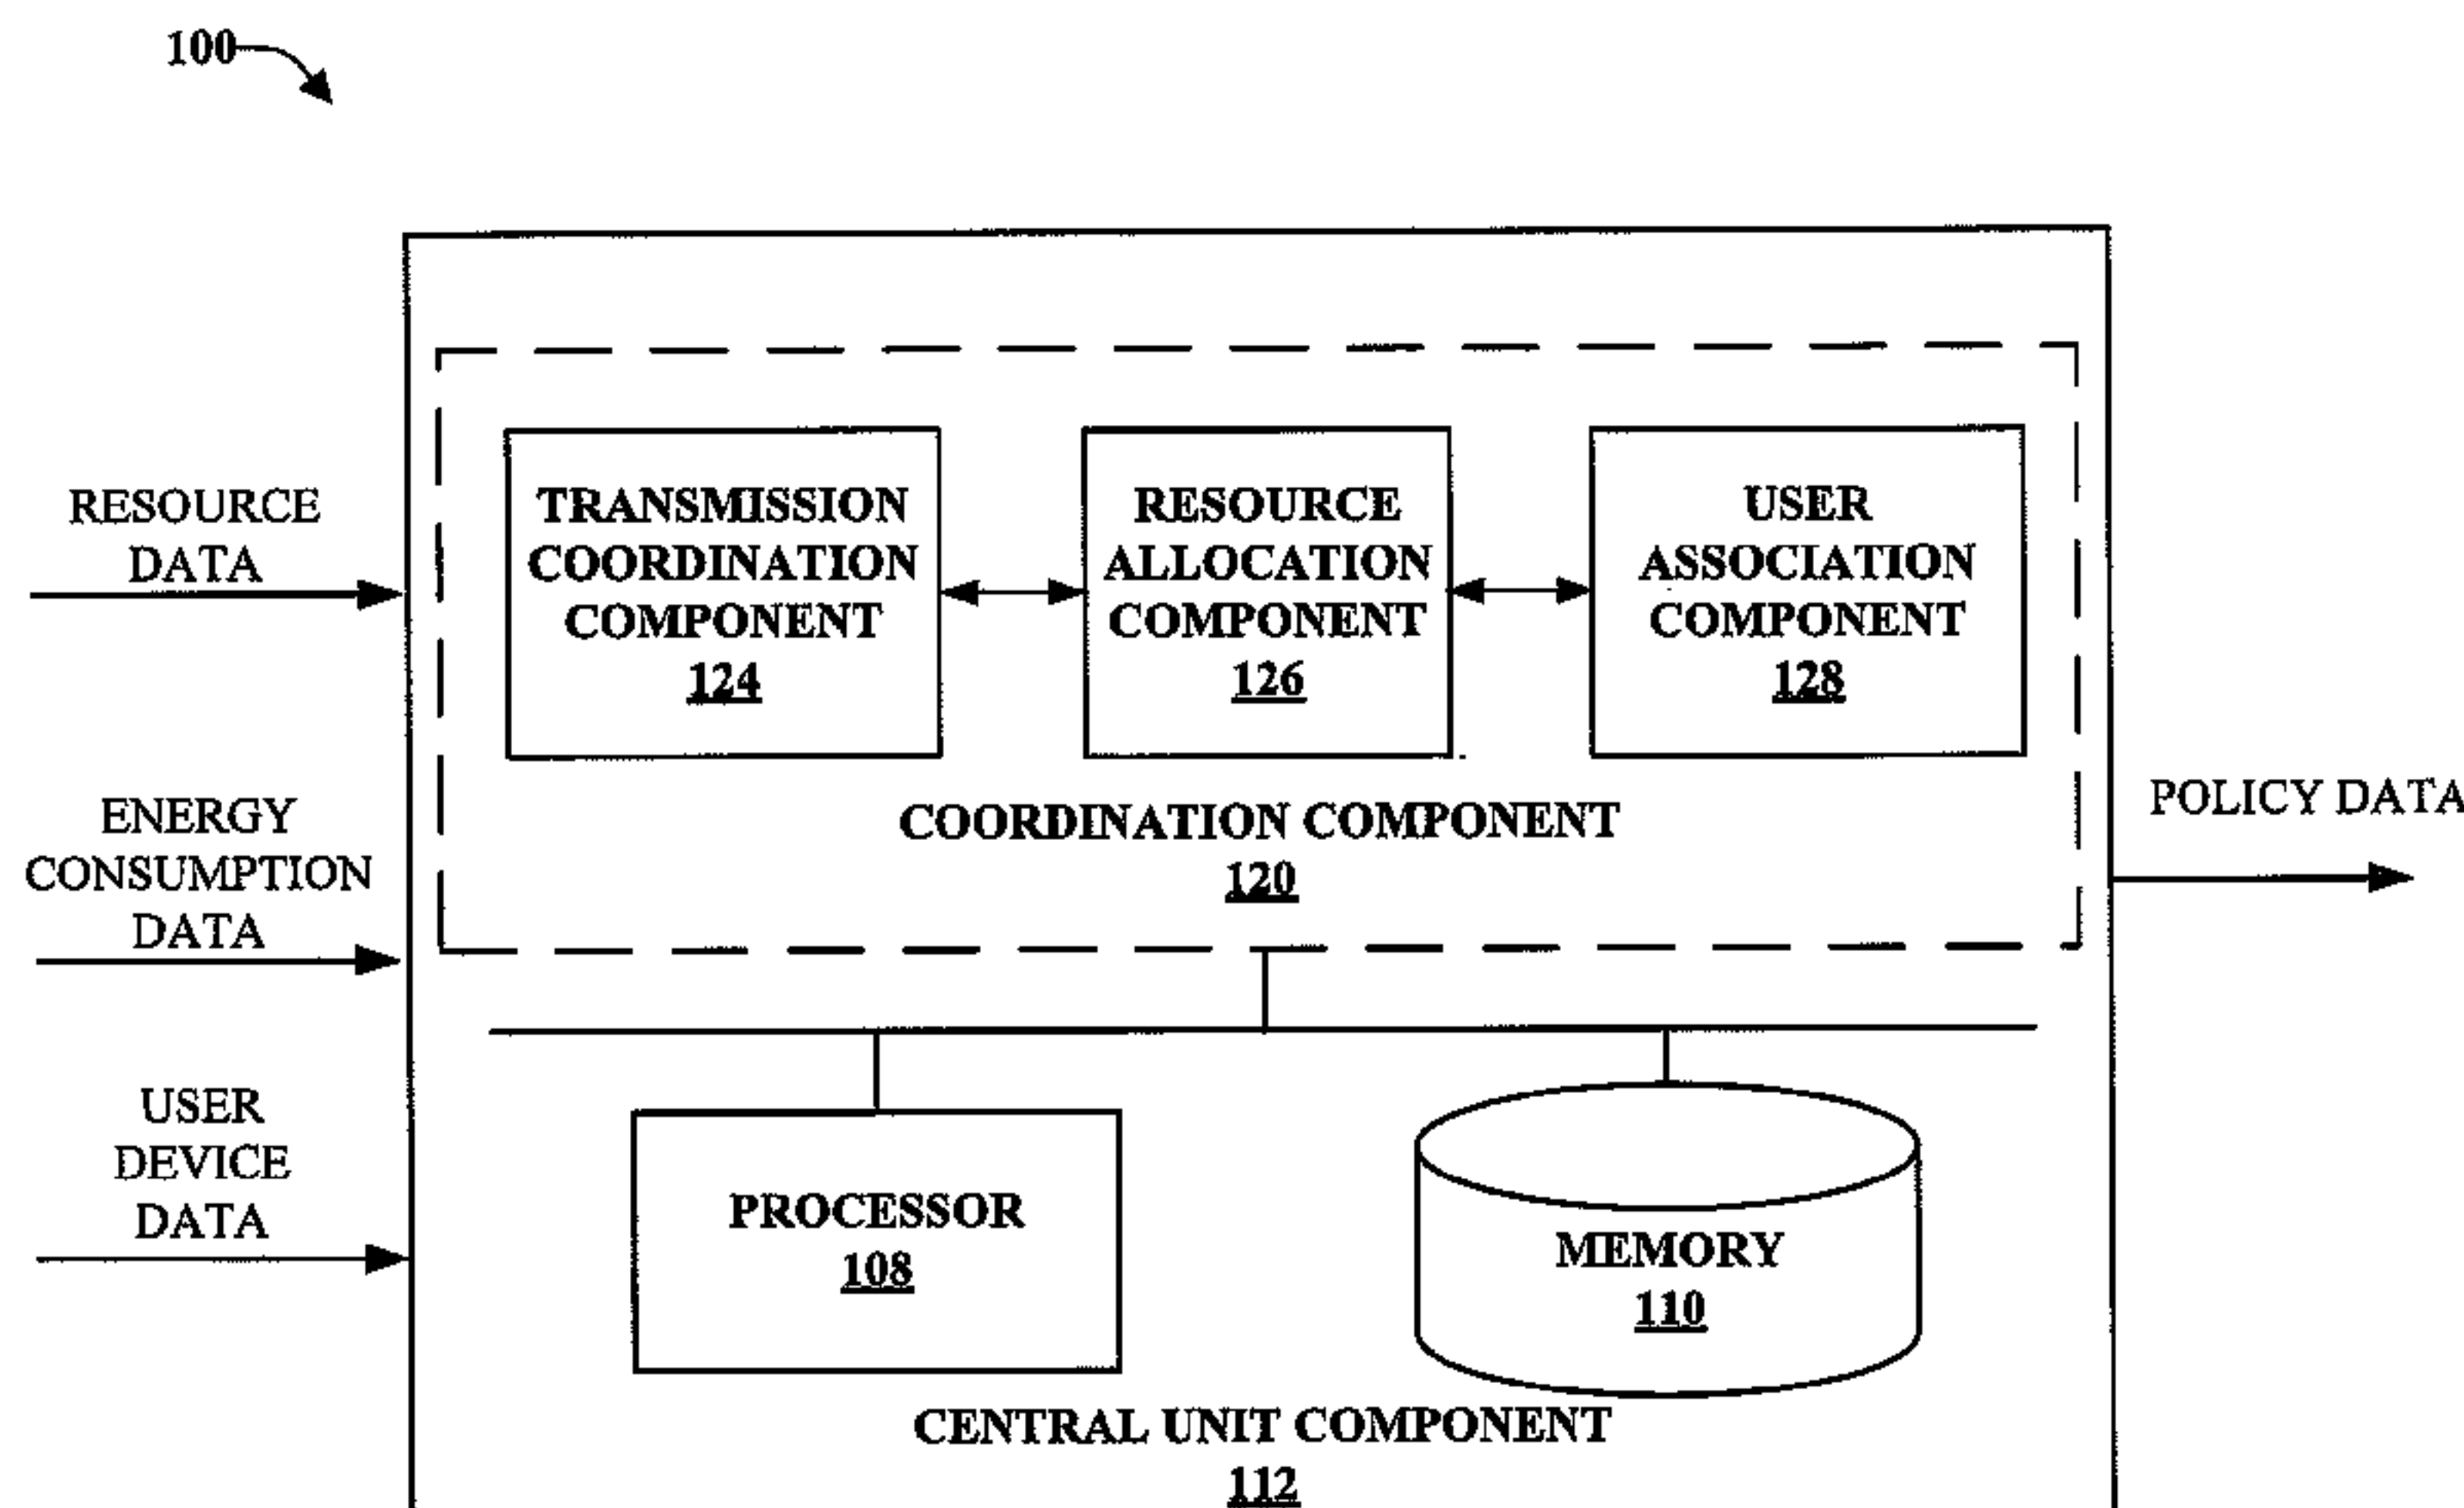 100
RESOURCE
DATA
TRANSMISSION
COORDINATION
COMPONENT
124
RESOURCE
ALLOCATION
COMPONENT
126
USER
ASSOCIATION
COMPONENT
128
COORDINATION COMPONENT
120
ENERGY
CONSUMPTION
DATA
POLICY DATA
USER
DEVICE
DATA
PROCESSOR
108
MEMORY
110
CENTRAL UNIT COMPONENT
112